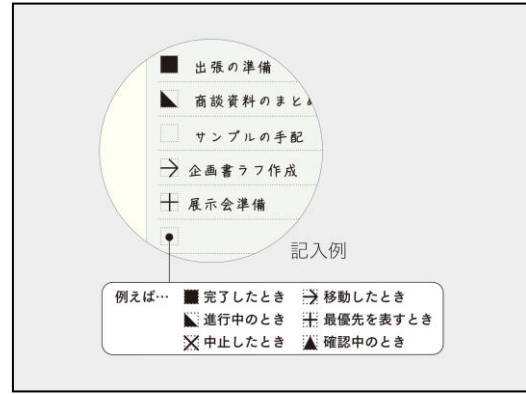 出張の準備
商談資料のまとめ
サンプルの手配
企画書ラフ作成
展示会準備
記入例
例えば… 完了したとき 移動したとき
進行中のとき 最優先を表すとき
中止したとき 確認中のとき